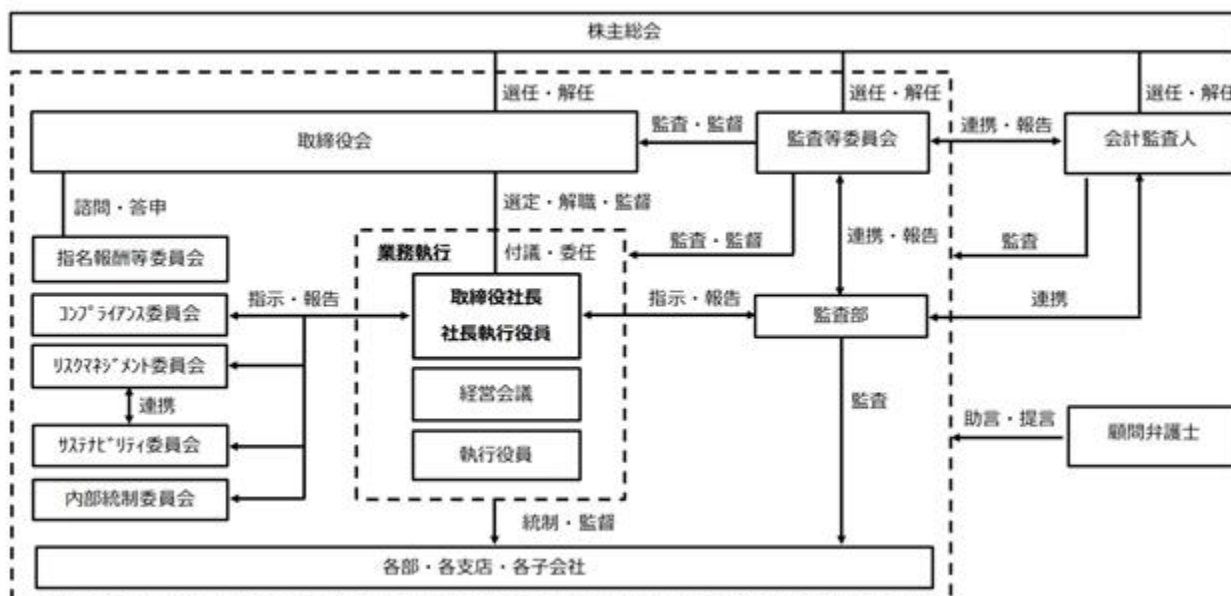 株主総会
選任・解任
選任・解任
選任・解任
取締役会
監査・監督
監査等委員会
連携・報告
会計監査人
諮問・答申
選定・解職・監督
業務執行
付議・委任
監査・監督
連携・報告
監査
指名報酬等委員会
コンプライアンス委員会
指示・報告
取締役社長
社長執行役員
指示・報告
監査部
連携
リスクマネジメント委員会
連携
経営会議
監査
サステナビリティ委員会
執行役員
助言・提言
顧問弁護士
内部統制委員会
統制・監督
各部・各支店・各子会社